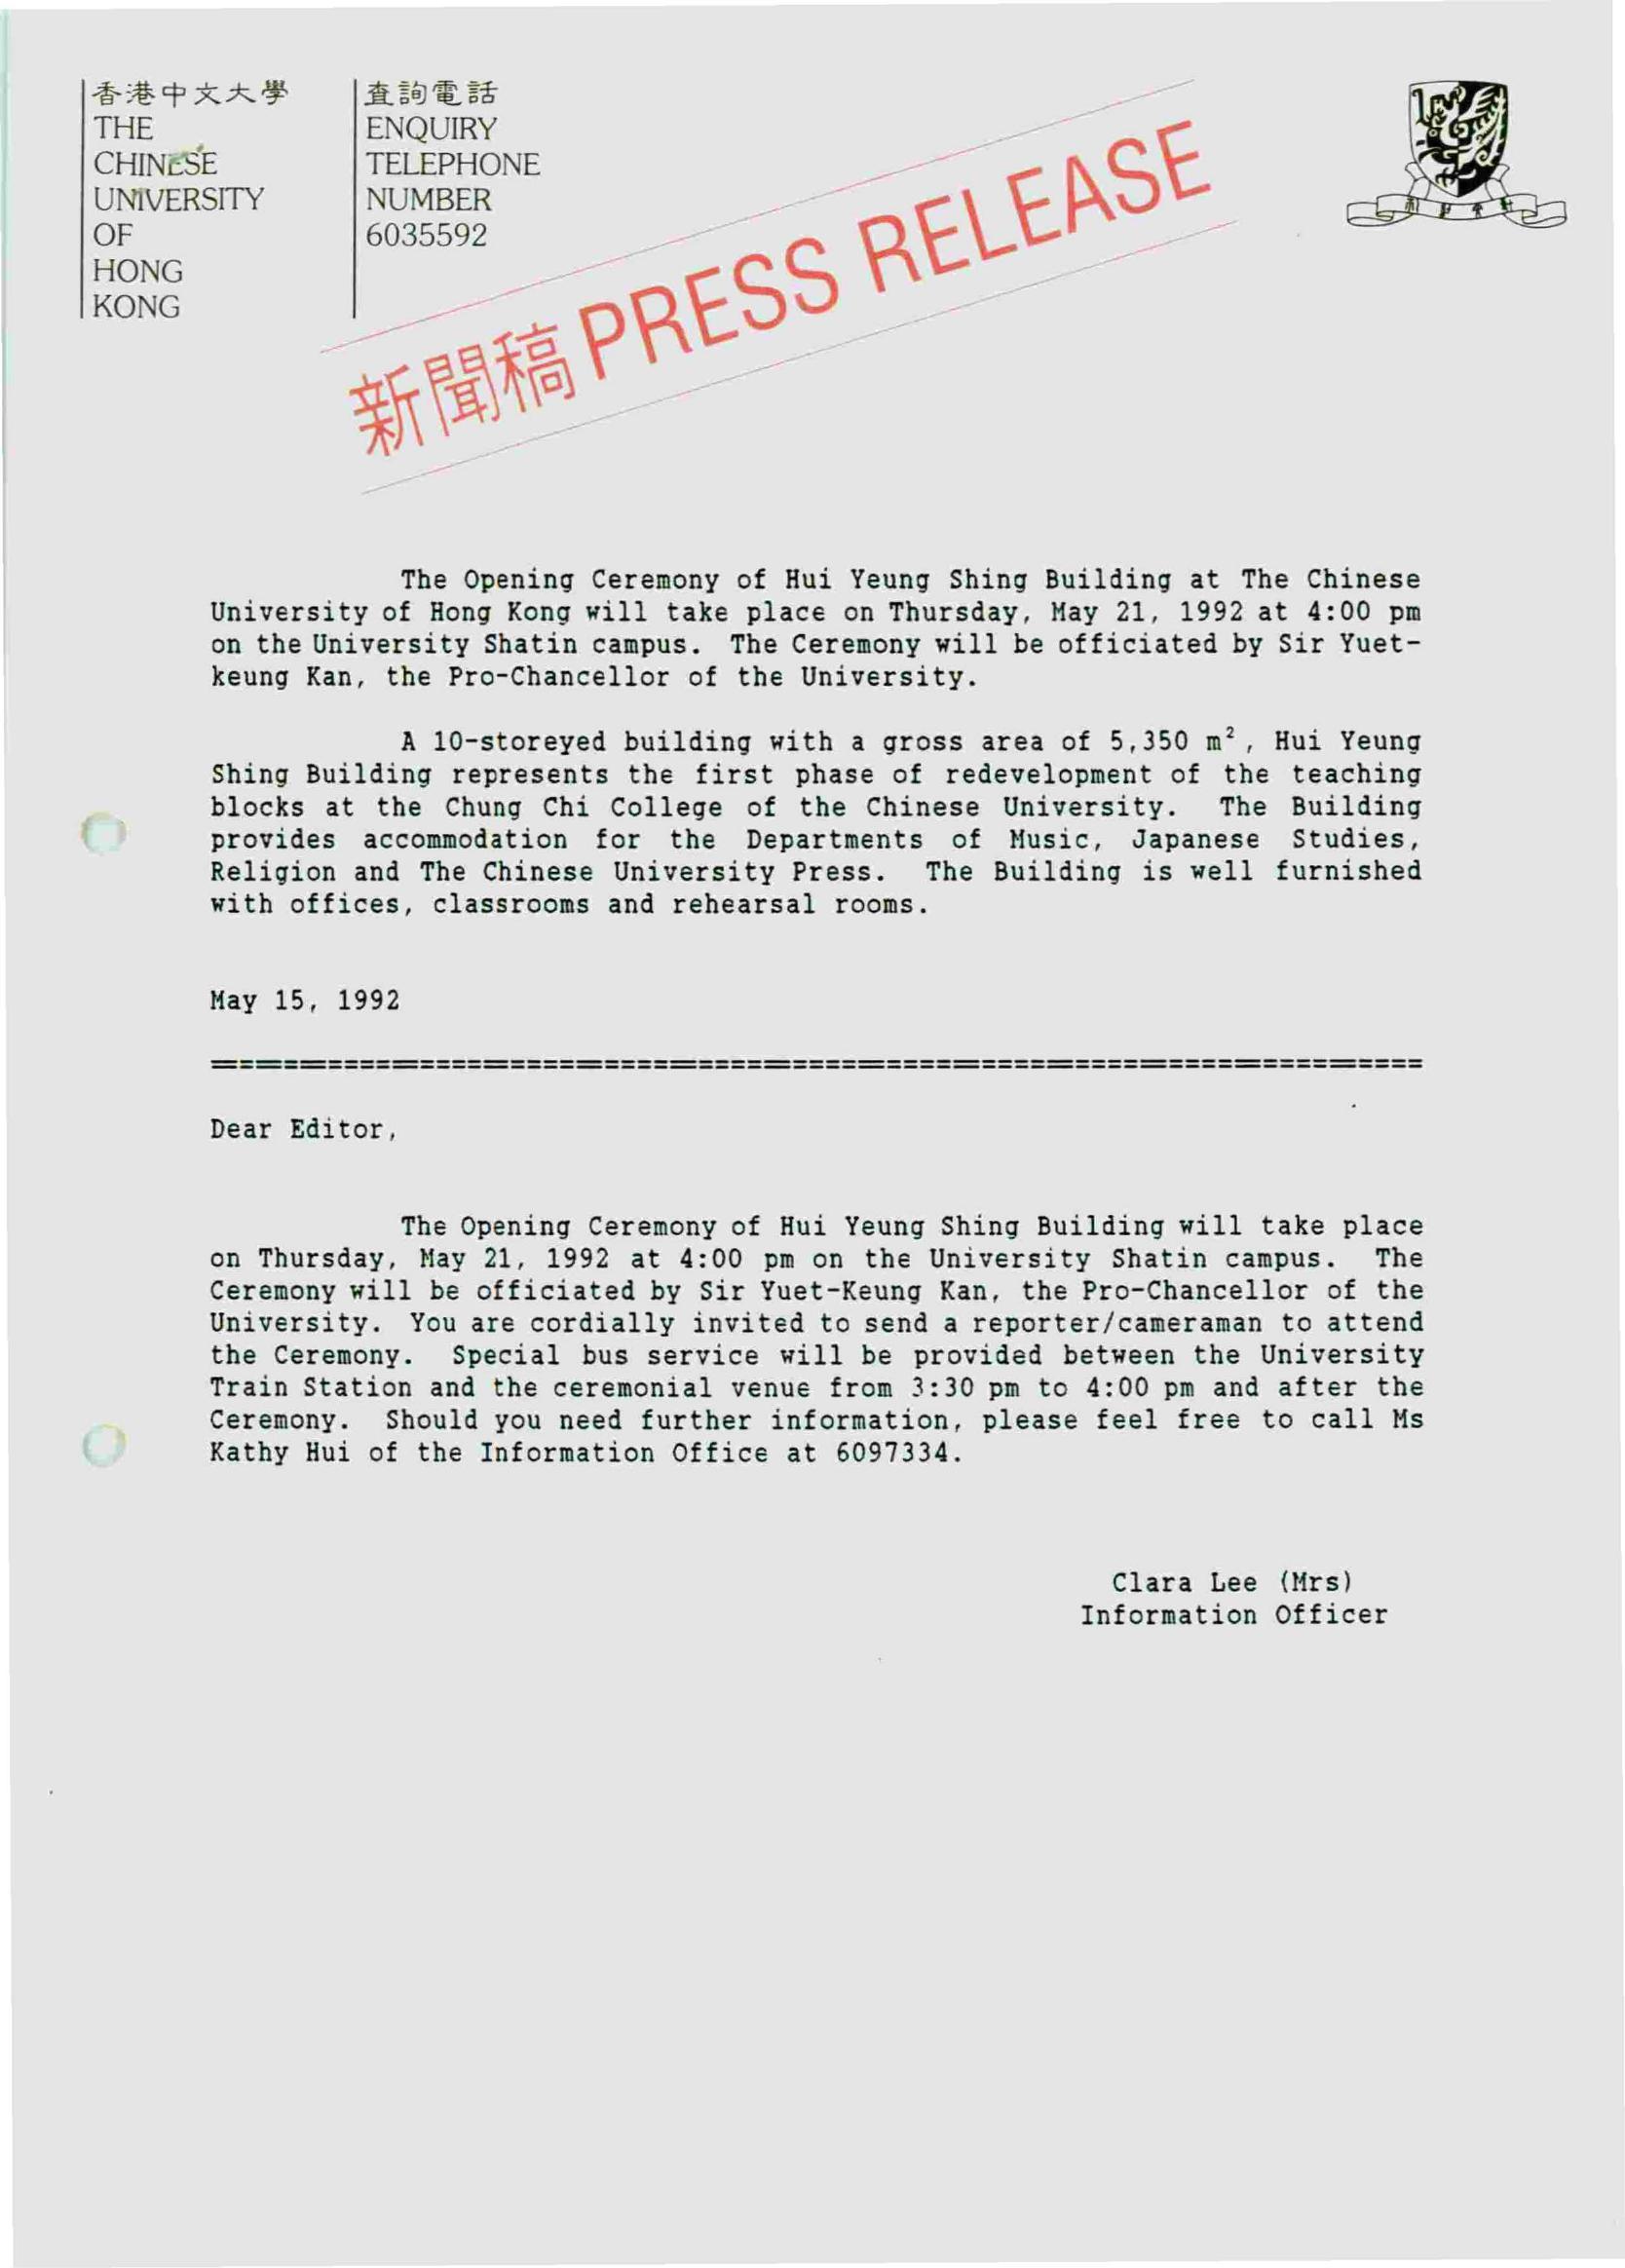 香港中文大學
THE
CHINESE
UNIVERSITY
OF
HONG
KONG
查詢電話
ENQUIRY
TELEPHONE
NUMBER
6035592
新聞稿 PRESS RELEASE
The Opening Ceremony of Hui Yeung Shing Building at The Chinese
University of Hong Kong will take place on Thursday, May 21, 1992 at 4:00 pm
on the University Shatin campus. The Ceremony will be officiated by Sir Yuet-
keung Kan, the Pro-Chancellor of the University.
A 10-storeyed building with a gross area of 5,350 m², Hui Yeung
Shing Building represents the first phase of redevelopment of the teaching
blocks at the Chung Chi College of the Chinese University. The Building
provides accommodation for the Departments of Music, Japanese Studies,
Religion and The Chinese University Press. The Building is well furnished
with offices, classrooms and rehearsal rooms.
May 15, 1992
Dear Editor,
The Opening Ceremony of Hui Yeung Shing Building will take place
on Thursday, May 21, 1992 at 4:00 pm on the University Shatin campus. The
Ceremony will be officiated by Sir Yuet-Keung Kan, the Pro-Chancellor of the
University. You are cordially invited to send a reporter/cameraman to attend
the Ceremony. Special bus service will be provided between the University
Train Station and the ceremonial venue from 3:30 pm to 4:00 pm and after the
Ceremony. Should you need further information, please feel free to call Ms
Kathy Hui of the Information Office at 6097334.
Clara Lee (Mrs)
Information Officer